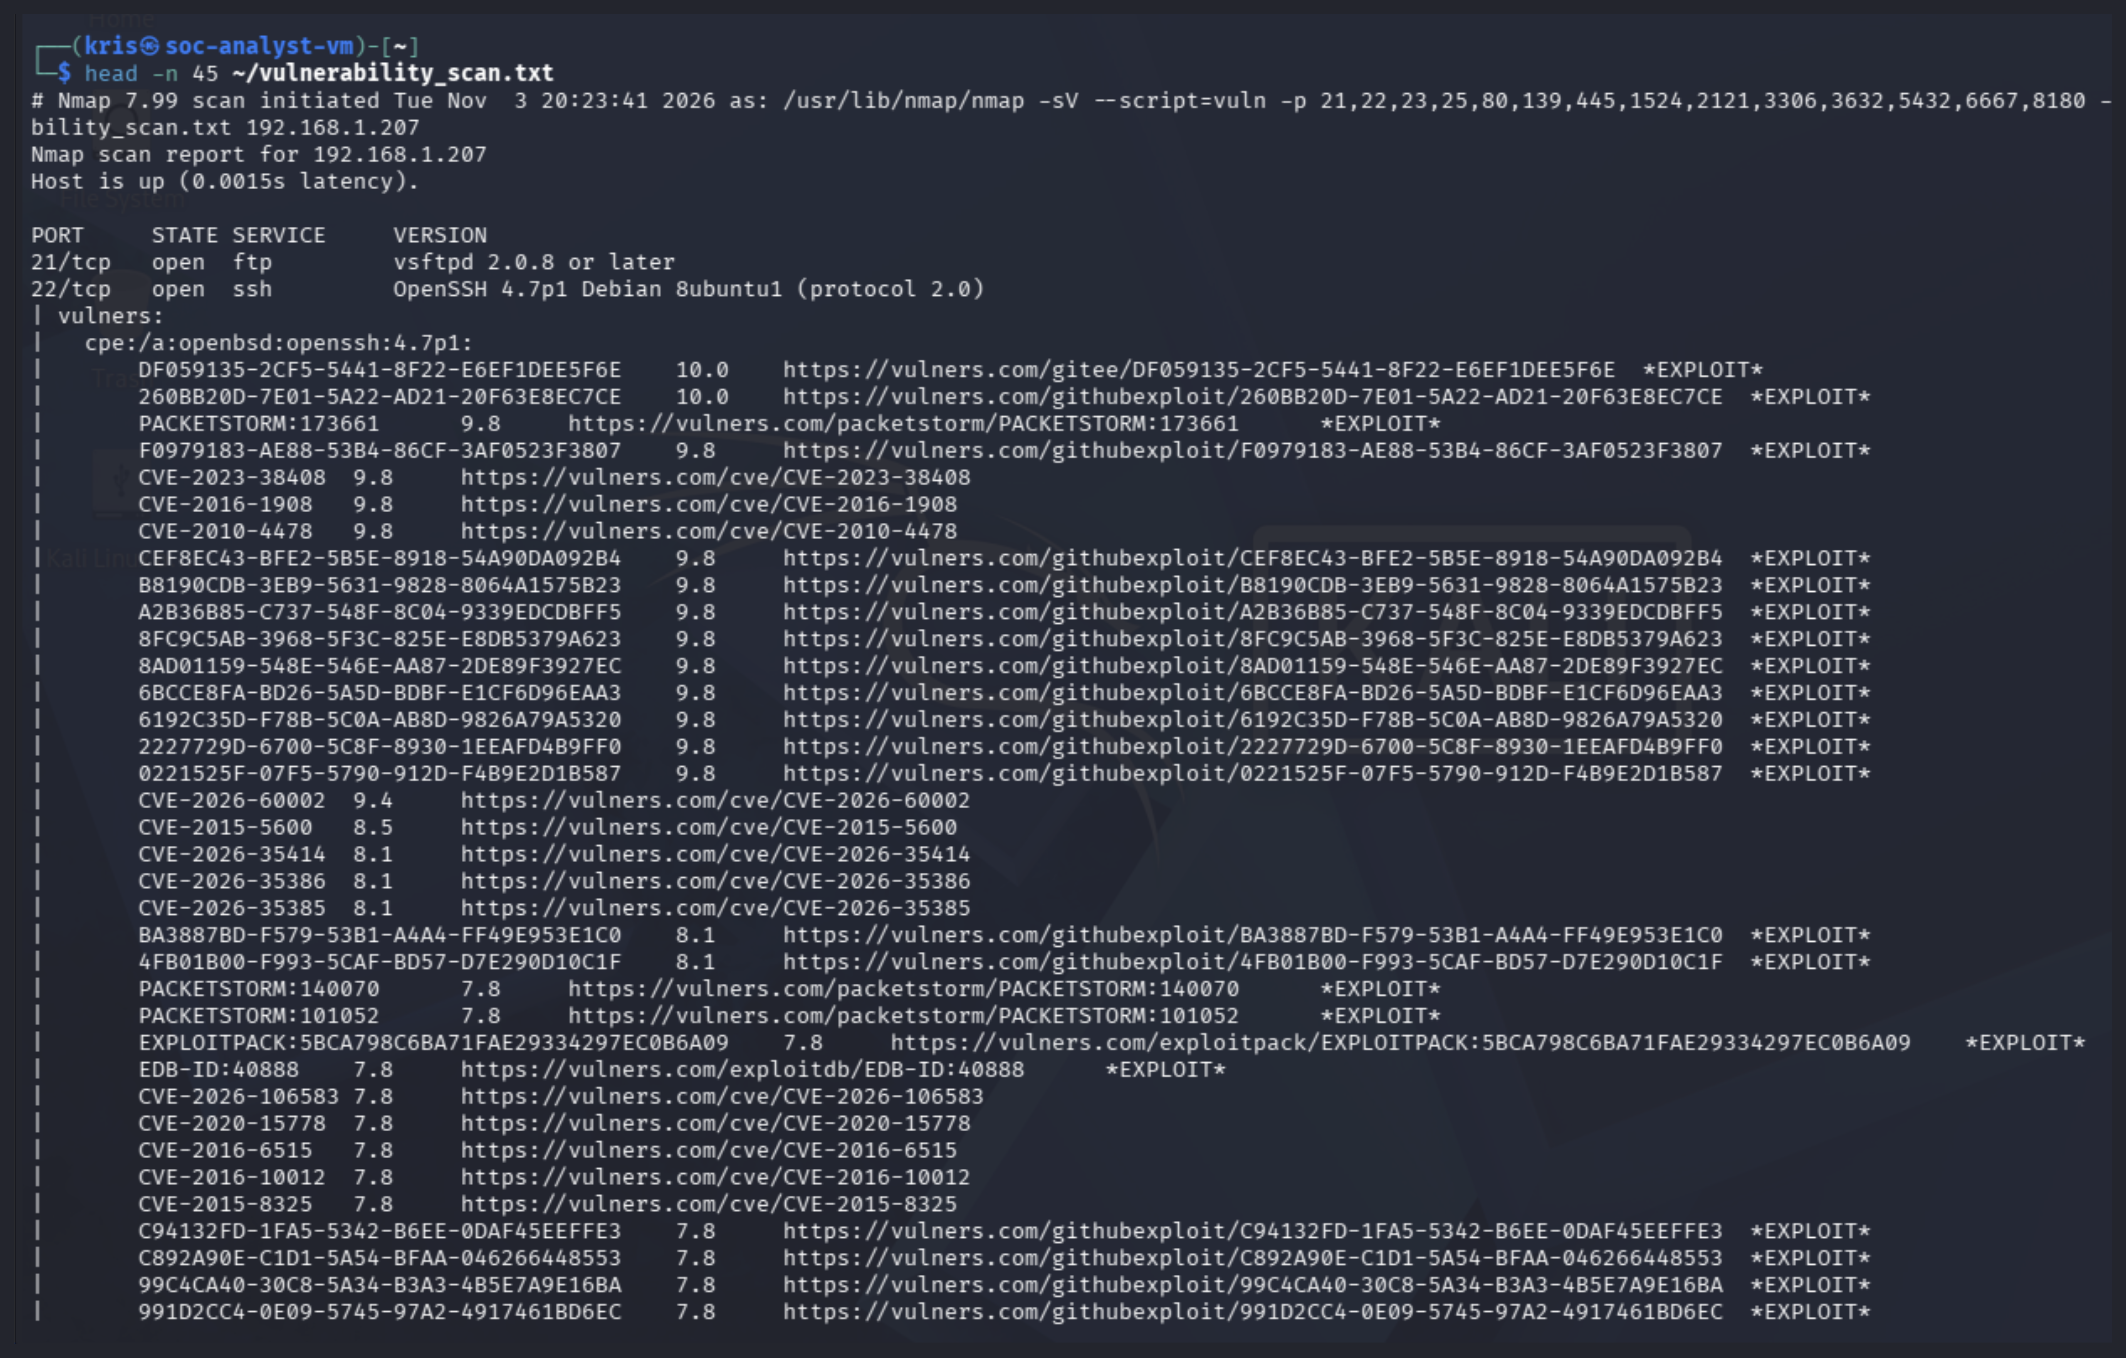 Home
┌──(kris㉿soc-analyst-vm)-[~]
└─$ head -n 45 ~/vulnerability_scan.txt
# Nmap 7.99 scan initiated Tue Nov  3 20:23:41 2026 as: /usr/lib/nmap/nmap -sV --script=vuln -p 21,22,23,25,80,139,445,1524,2121,3306,3632,5432,6667,8180 -
bility_scan.txt 192.168.1.207
Nmap scan report for 192.168.1.207
Host is up (0.0015s latency).
File System
PORT     STATE SERVICE     VERSION
21/tcp   open  ftp         vsftpd 2.0.8 or later
22/tcp   open  ssh         OpenSSH 4.7p1 Debian 8ubuntu1 (protocol 2.0)
| vulners:
|   cpe:/a:openbsd:openssh:4.7p1:
|       DF059135-2CF5-5441-8F22-E6EF1DEE5F6E    10.0    https://vulners.com/gitee/DF059135-2CF5-5441-8F22-E6EF1DEE5F6E  *EXPLOIT*
|       260BB20D-7E01-5A22-AD21-20F63E8EC7CE    10.0    https://vulners.com/githubexploit/260BB20D-7E01-5A22-AD21-20F63E8EC7CE  *EXPLOIT*
|       PACKETSTORM:173661      9.8     https://vulners.com/packetstorm/PACKETSTORM:173661      *EXPLOIT*
|       F0979183-AE88-53B4-86CF-3AF0523F3807    9.8     https://vulners.com/githubexploit/F0979183-AE88-53B4-86CF-3AF0523F3807  *EXPLOIT*
|       CVE-2023-38408  9.8     https://vulners.com/cve/CVE-2023-38408
|       CVE-2016-1908   9.8     https://vulners.com/cve/CVE-2016-1908
|       CVE-2010-4478   9.8     https://vulners.com/cve/CVE-2010-4478
|       CEF8EC43-BFE2-5B5E-8918-54A90DA092B4    9.8     https://vulners.com/githubexploit/CEF8EC43-BFE2-5B5E-8918-54A90DA092B4  *EXPLOIT*
|       B8190CDB-3EB9-5631-9828-8064A1575B23    9.8     https://vulners.com/githubexploit/B8190CDB-3EB9-5631-9828-8064A1575B23  *EXPLOIT*
|       A2B36B85-C737-548F-8C04-9339EDCDBFF5    9.8     https://vulners.com/githubexploit/A2B36B85-C737-548F-8C04-9339EDCDBFF5  *EXPLOIT*
|       8FC9C5AB-3968-5F3C-825E-E8DB5379A623    9.8     https://vulners.com/githubexploit/8FC9C5AB-3968-5F3C-825E-E8DB5379A623  *EXPLOIT*
|       8AD01159-548E-546E-AA87-2DE89F3927EC    9.8     https://vulners.com/githubexploit/8AD01159-548E-546E-AA87-2DE89F3927EC  *EXPLOIT*
|       6BCCE8FA-BD26-5A5D-BDBF-E1CF6D96EAA3    9.8     https://vulners.com/githubexploit/6BCCE8FA-BD26-5A5D-BDBF-E1CF6D96EAA3  *EXPLOIT*
|       6192C35D-F78B-5C0A-AB8D-9826A79A5320    9.8     https://vulners.com/githubexploit/6192C35D-F78B-5C0A-AB8D-9826A79A5320  *EXPLOIT*
|       2227729D-6700-5C8F-8930-1EEAFD4B9FF0    9.8     https://vulners.com/githubexploit/2227729D-6700-5C8F-8930-1EEAFD4B9FF0  *EXPLOIT*
|       0221525F-07F5-5790-912D-F4B9E2D1B587    9.8     https://vulners.com/githubexploit/0221525F-07F5-5790-912D-F4B9E2D1B587  *EXPLOIT*
|       CVE-2026-60002  9.4     https://vulners.com/cve/CVE-2026-60002
|       CVE-2015-5600   8.5     https://vulners.com/cve/CVE-2015-5600
|       CVE-2026-35414  8.1     https://vulners.com/cve/CVE-2026-35414
|       CVE-2026-35386  8.1     https://vulners.com/cve/CVE-2026-35386
|       CVE-2026-35385  8.1     https://vulners.com/cve/CVE-2026-35385
|       BA3887BD-F579-53B1-A4A4-FF49E953E1C0    8.1     https://vulners.com/githubexploit/BA3887BD-F579-53B1-A4A4-FF49E953E1C0  *EXPLOIT*
|       4FB01B00-F993-5CAF-BD57-D7E290D10C1F    8.1     https://vulners.com/githubexploit/4FB01B00-F993-5CAF-BD57-D7E290D10C1F  *EXPLOIT*
|       PACKETSTORM:140070      7.8     https://vulners.com/packetstorm/PACKETSTORM:140070      *EXPLOIT*
|       PACKETSTORM:101052      7.8     https://vulners.com/packetstorm/PACKETSTORM:101052      *EXPLOIT*
|       EXPLOITPACK:5BCA798C6BA71FAE29334297EC0B6A09    7.8     https://vulners.com/exploitpack/EXPLOITPACK:5BCA798C6BA71FAE29334297EC0B6A09    *EXPLOIT*
|       EDB-ID:40888    7.8     https://vulners.com/exploitdb/EDB-ID:40888      *EXPLOIT*
|       CVE-2026-106583 7.8     https://vulners.com/cve/CVE-2026-106583
|       CVE-2020-15778  7.8     https://vulners.com/cve/CVE-2020-15778
|       CVE-2016-6515   7.8     https://vulners.com/cve/CVE-2016-6515
|       CVE-2016-10012  7.8     https://vulners.com/cve/CVE-2016-10012
|       CVE-2015-8325   7.8     https://vulners.com/cve/CVE-2015-8325
|       C94132FD-1FA5-5342-B6EE-0DAF45EEFFE3    7.8     https://vulners.com/githubexploit/C94132FD-1FA5-5342-B6EE-0DAF45EEFFE3  *EXPLOIT*
|       C892A90E-C1D1-5A54-BFAA-046266448553    7.8     https://vulners.com/githubexploit/C892A90E-C1D1-5A54-BFAA-046266448553  *EXPLOIT*
|       99C4CA40-30C8-5A34-B3A3-4B5E7A9E16BA    7.8     https://vulners.com/githubexploit/99C4CA40-30C8-5A34-B3A3-4B5E7A9E16BA  *EXPLOIT*
|       991D2CC4-0E09-5745-97A2-4917461BD6EC    7.8     https://vulners.com/githubexploit/991D2CC4-0E09-5745-97A2-4917461BD6EC  *EXPLOIT*